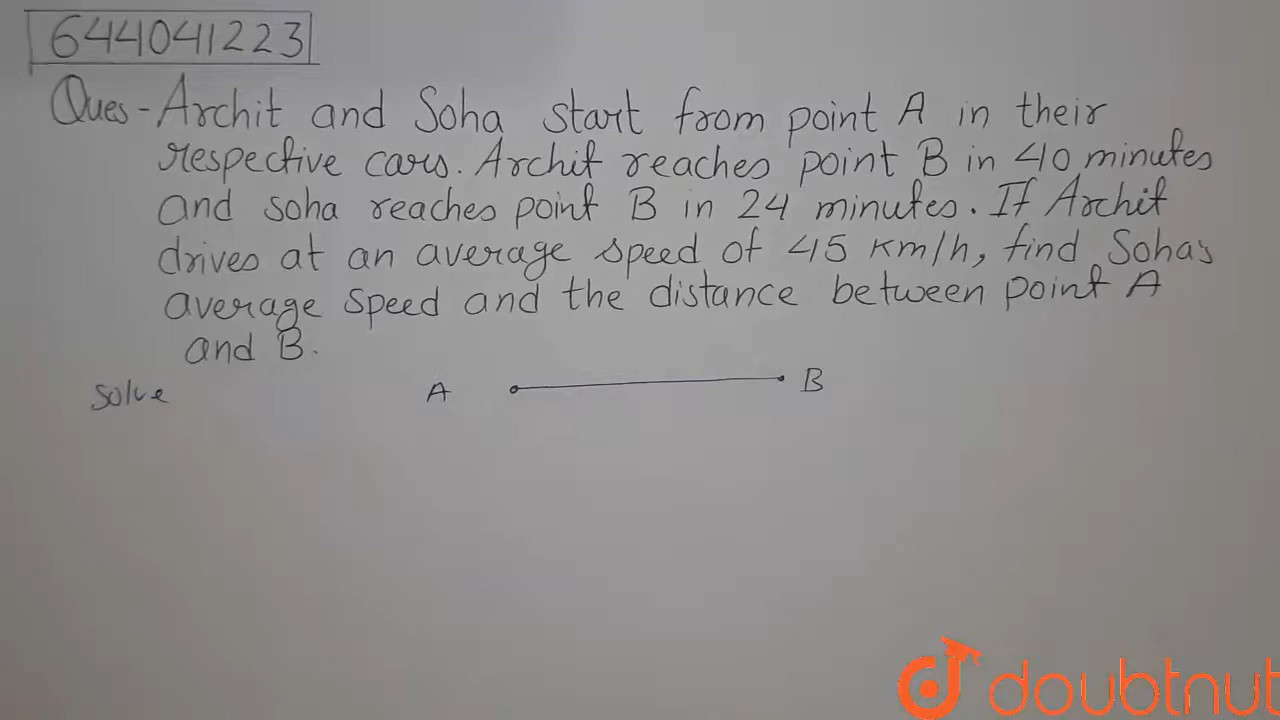 644041223
Ques - Archit and Soha start from point A in their
respective cars. Archit reaches point B in 40 minutes
and soha reaches point B in 24 minutes. If Archit
drives at an average speed of 45 Km/h, find Soha's
average speed and the distance between point A
and B.
Solve A B
doubtnut